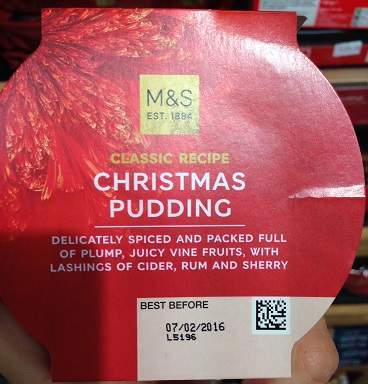 M&S
EST. 1884
CLASSIC RECIPE
CHRISTMAS
PUDDING
DELICATELY SPICED AND PACKED FULL
OF PLUMP, JUICY VINE FRUITS, WITH
LASHINGS OF CIDER, RUM AND SHERRY
BEST BEFORE
07/02/2016
L5196